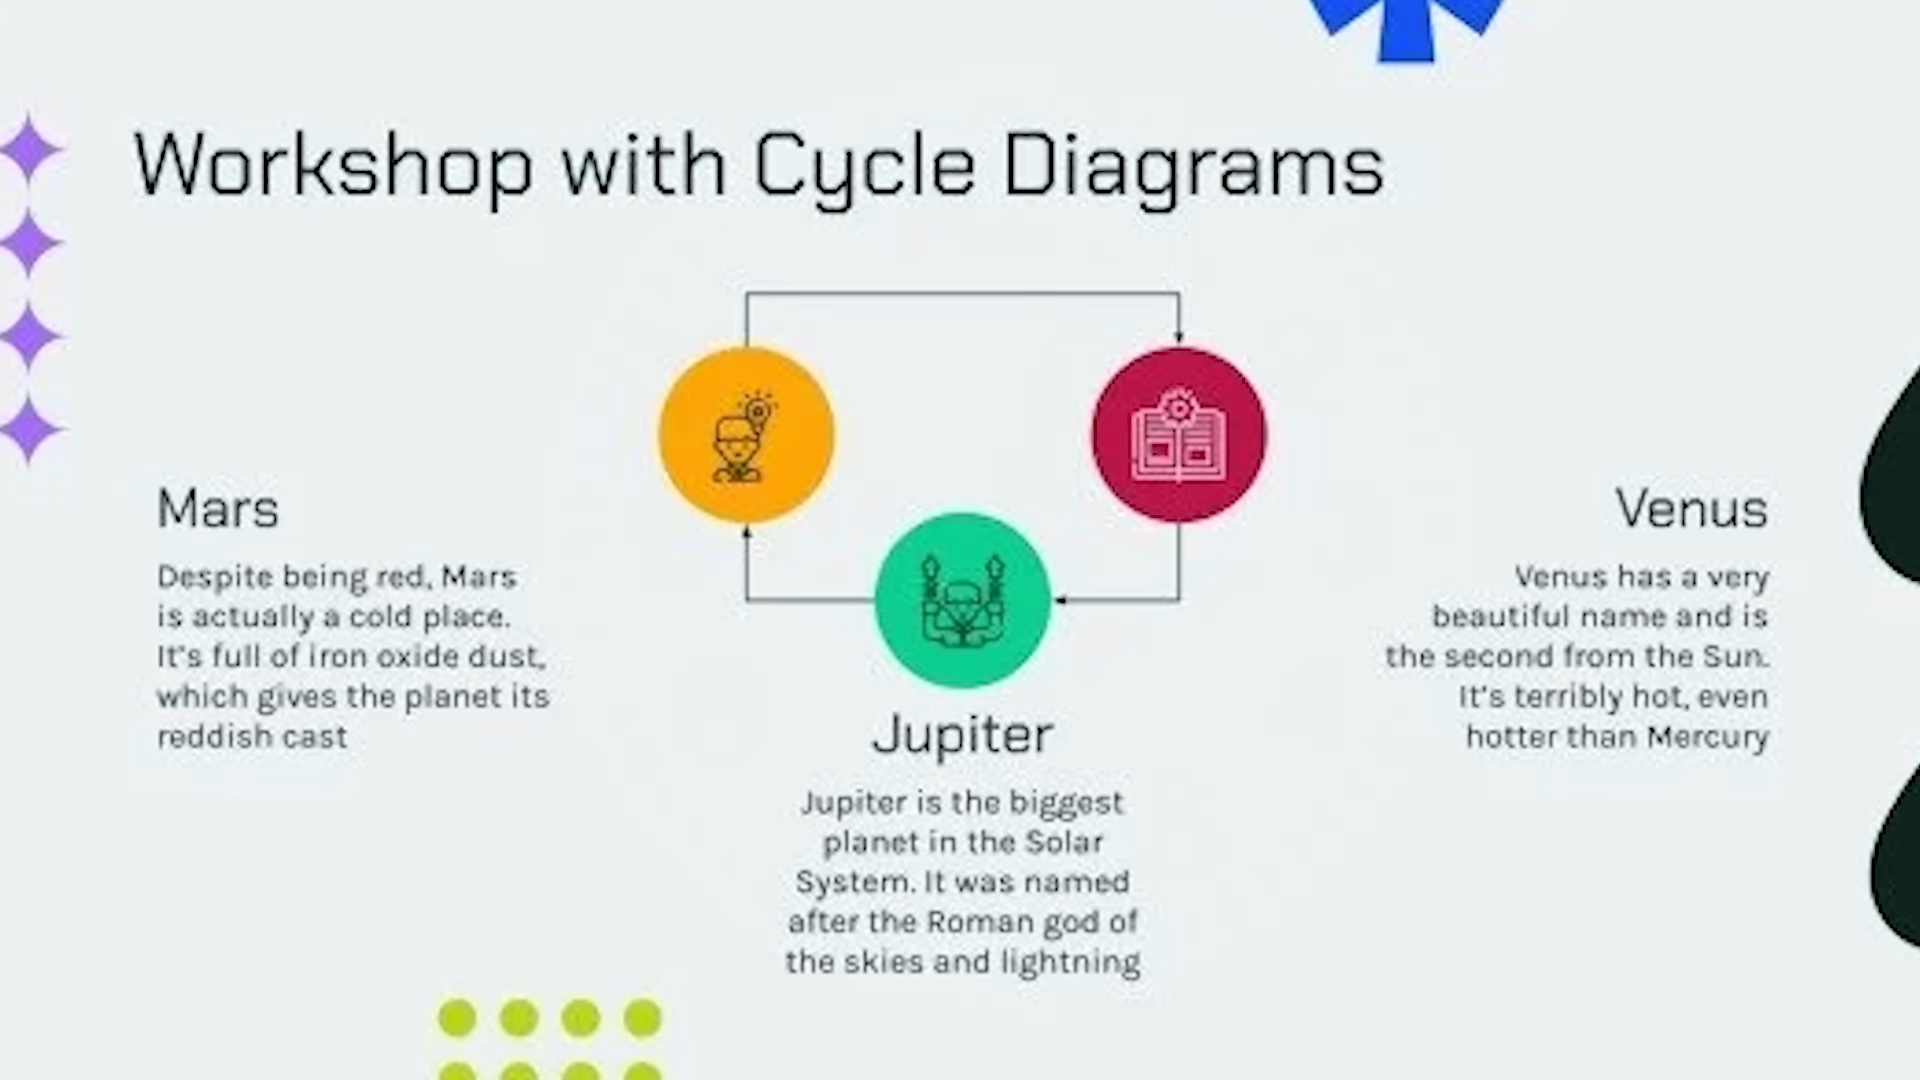 Workshop with Cycle Diagrams
Mars
Despite being red, Mars
is actually a cold place.
It's full of iron oxide dust,
which gives the planet its
reddish cast
Jupiter
Jupiter is the biggest
planet in the Solar
System. It was named
after the Roman god of
the skies and lightning
Venus
Venus has a very
beautiful name and is
the second from the Sun.
It's terribly hot, even
hotter than Mercury